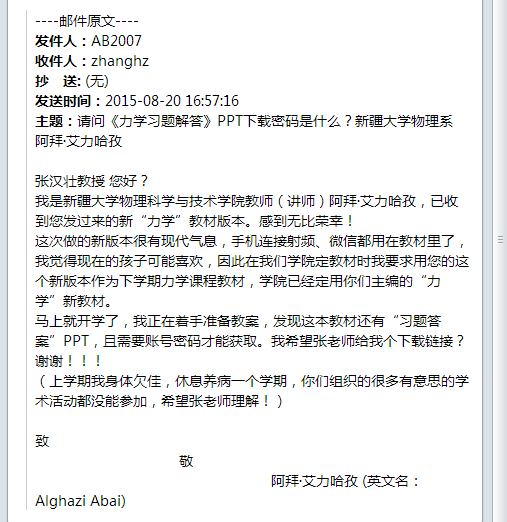 ----邮件原文----
发件人：AB2007
收件人：zhanghz
抄　送: (无)
发送时间：2015-08-20 16:57:16
主题：请问《力学习题解答》PPT下载密码是什么？新疆大学物理系
阿拜·艾力哈孜
张汉壮教授 您好？
我是新疆大学物理科学与技术学院教师（讲师）阿拜·艾力哈孜，已收
到您发过来的新“力学”教材版本。感到无比荣幸！
这次做的新版本很有现代气息，手机连接射频、微信都用在教材里了，
我觉得现在的孩子可能喜欢，因此在我们学院定教材时我要求用您的这
个新版本作为下学期力学课程教材，学院已经定用你们主编的“力
学”新教材。
马上就开学了，我正在着手准备教案，发现这本教材还有“习题答
案”PPT，且需要账号密码才能获取。我希望张老师给我个下载链接？
谢谢！！！
（上学期我身体欠佳，休息养病一个学期，你们组织的很多有意思的学
术活动都没能参加，希望张老师理解！）
致
敬
阿拜·艾力哈孜 (英文名：
Alghazi Abai)